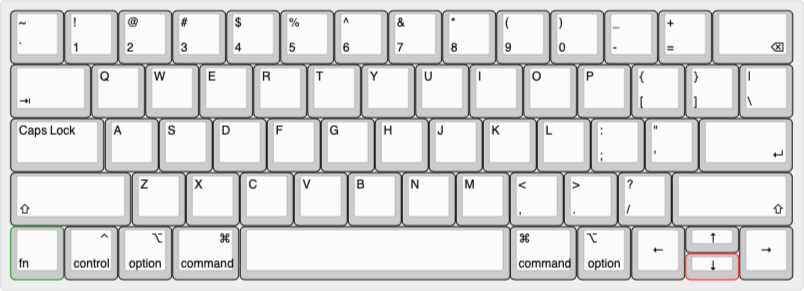 ~ ! @ # $ % ^ & * ( ) _ +
` 1 2 3 4 5 6 7 8 9 0 - = ⌫
Q W E R T Y U I O P { } |
⇥ [ ] \
Caps Lock A S D F G H J K L : "
; ' ↵
Z X C V B N M < > ?
⇧ , . / ⇧
^ ⌥ ⌘ ⌘ ⌥ ↑
← →
fn control option command command option ↓